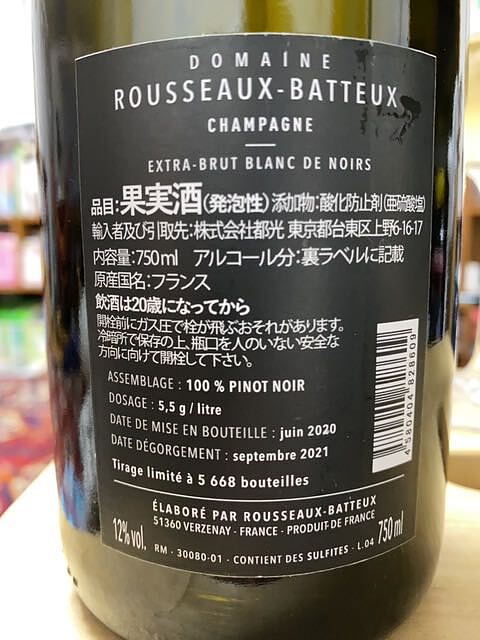 DOMAINE
ROUSSEAUX-BATTEUX
CHAMPAGNE
EXTRA-BRUT BLANC DE NOIRS
品目:果実酒(発泡性)添加物:酸化防止剤(亜硫酸塩)
輸入者及び引取先:株式会社都光 東京都台東区上野6-16-17
内容量:750ml アルコール分:裏ラベルに記載
原産国名:フランス
飲酒は20歳になってから
開栓前にガス圧で栓が飛ぶおそれがあります。
冷暗所で保存の上、瓶口を人のいない安全な
方向に向けて開栓して下さい。
ASSEMBLAGE : 100 % PINOT NOIR
DOSAGE : 5,5 g / litre
DATE DE MISE EN BOUTEILLE : juin 2020
DATE DÉGORGEMENT : septembre 2021
Tirage limité à 5 668 bouteilles
4580404828609
ÉLABORÉ PAR ROUSSEAUX-BATTEUX
51360 VERZENAY - FRANCE - PRODUIT DE FRANCE
12% vol. RM - 30080-01 - CONTIENT DES SULFITES - L.04 750 ml